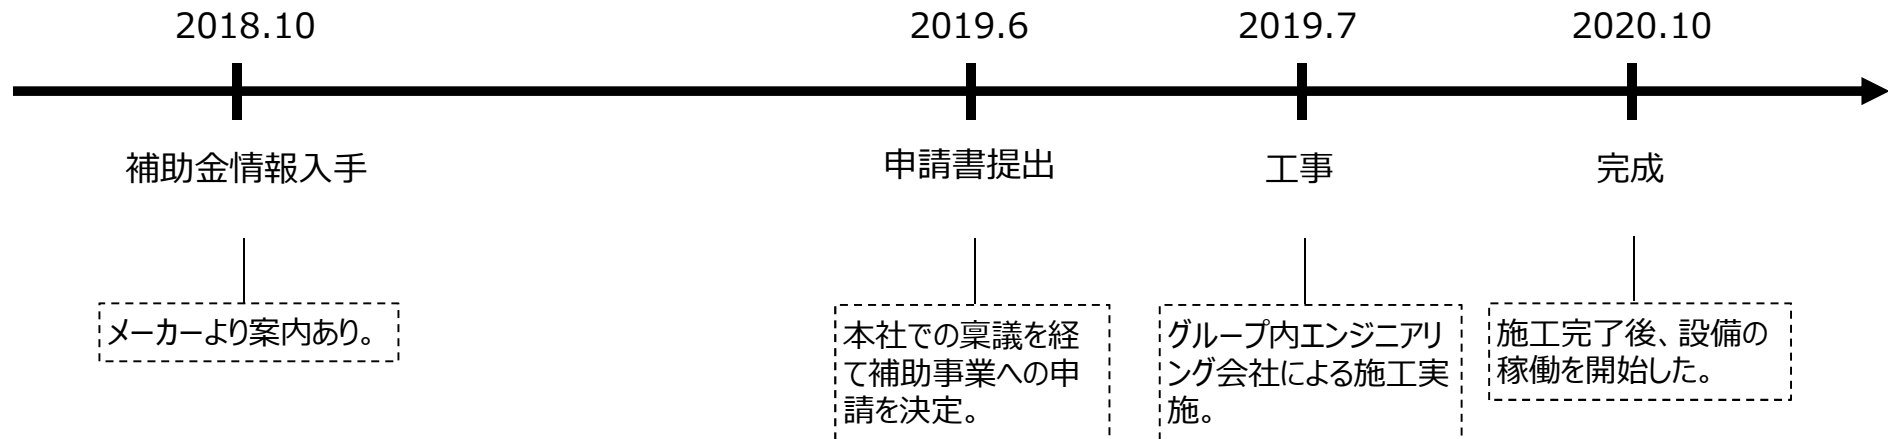 2018.10
2019.6
2019.7
2020.10
補助金情報入手
申請書提出
工事
完成
メーカーより案内あり。
本社での稟議を経
て補助事業への申
請を決定。
グループ内エンジニアリ
ング会社による施工実
施。
施工完了後、設備の
稼働を開始した。